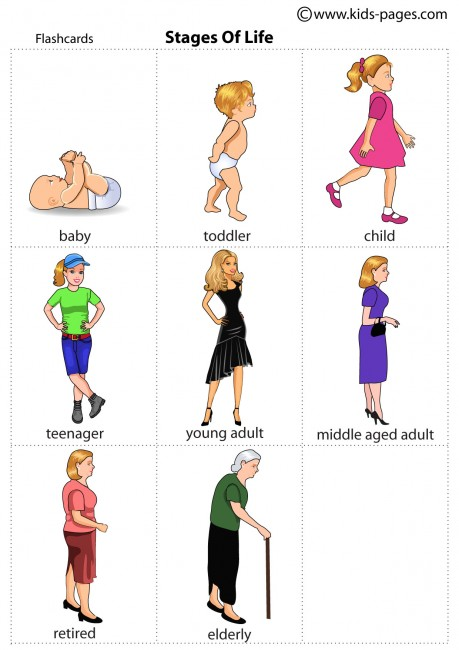 ©www.kids-pages.com
Flashcards
Stages Of Life
baby
toddler
child
teenager
young adult
middle aged adult
retired
elderly